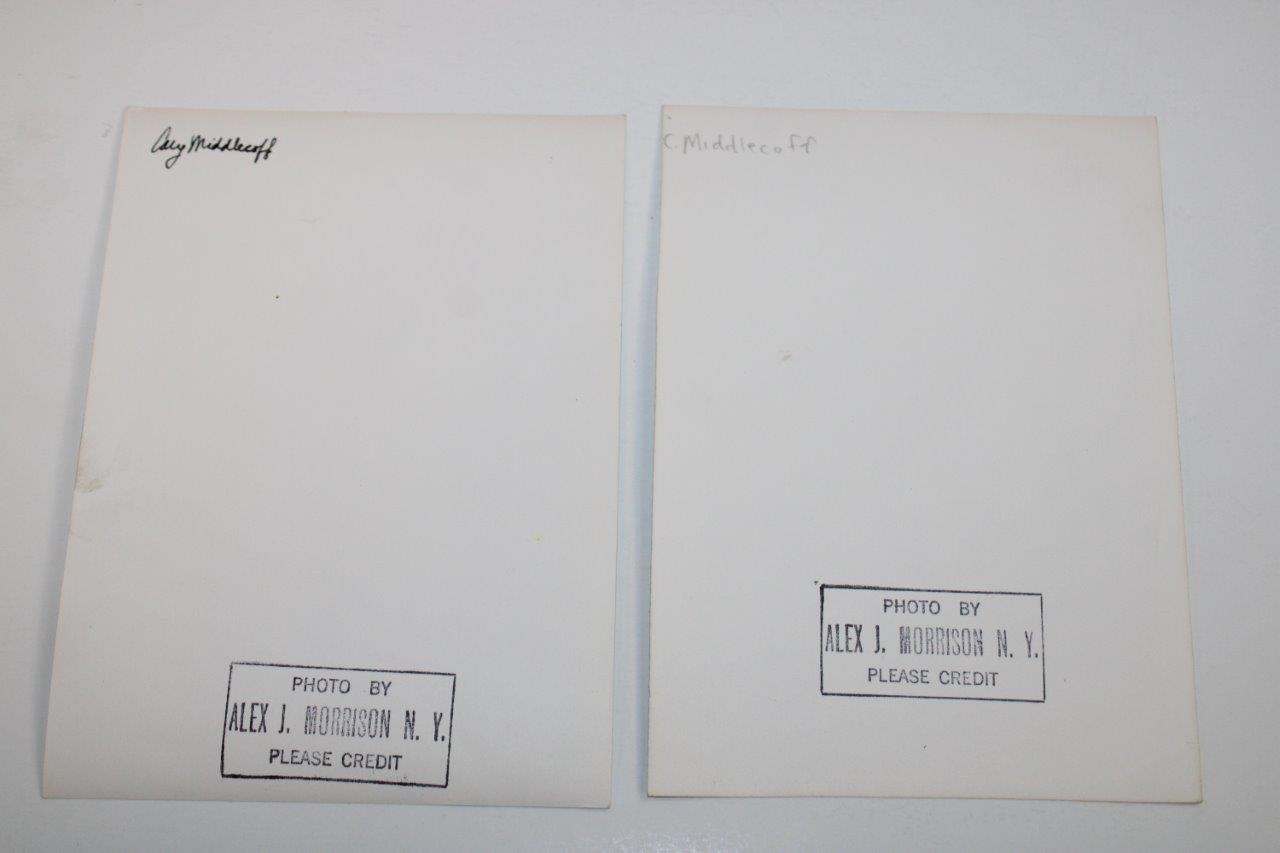 Cary Middlecoff
PHOTO BY
ALEX J. MORRISON N. Y.
PLEASE CREDIT
C. Middlecoff
PHOTO BY
ALEX J. MORRISON N. Y.
PLEASE CREDIT